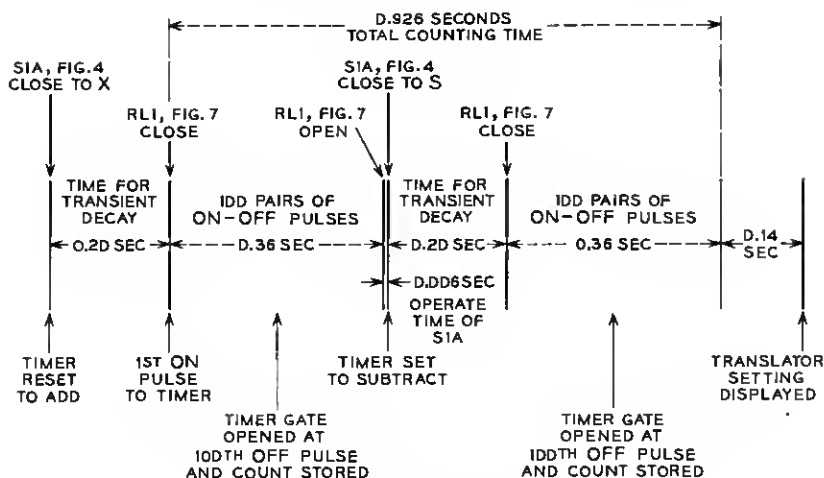 0.926 SECONDS
TOTAL COUNTING TIME
S1A, FIG.4
CLOSE TO X
S1A, FIG.4
CLOSE TO S
RL1, FIG.7
CLOSE
RL1, FIG.7
OPEN
RL1, FIG.7
CLOSE
TIME FOR
TRANSIENT
DECAY
0.20 SEC
100 PAIRS OF
ON-OFF PULSES
0.36 SEC
TIME FOR
TRANSIENT
DECAY
0.20 SEC
100 PAIRS OF
ON-OFF PULSES
0.36 SEC
0.14
SEC
0.006 SEC
OPERATE
TIME OF
S1A
TIMER
RESET
TO ADD
1ST ON
PULSE
TO TIMER
TIMER SET
TO SUBTRACT
TRANSLATOR
SETTING
DISPLAYED
TIMER GATE
OPENED AT
100TH OFF PULSE
AND COUNT STORED
TIMER GATE
OPENED AT
100TH OFF PULSE
AND COUNT STORED